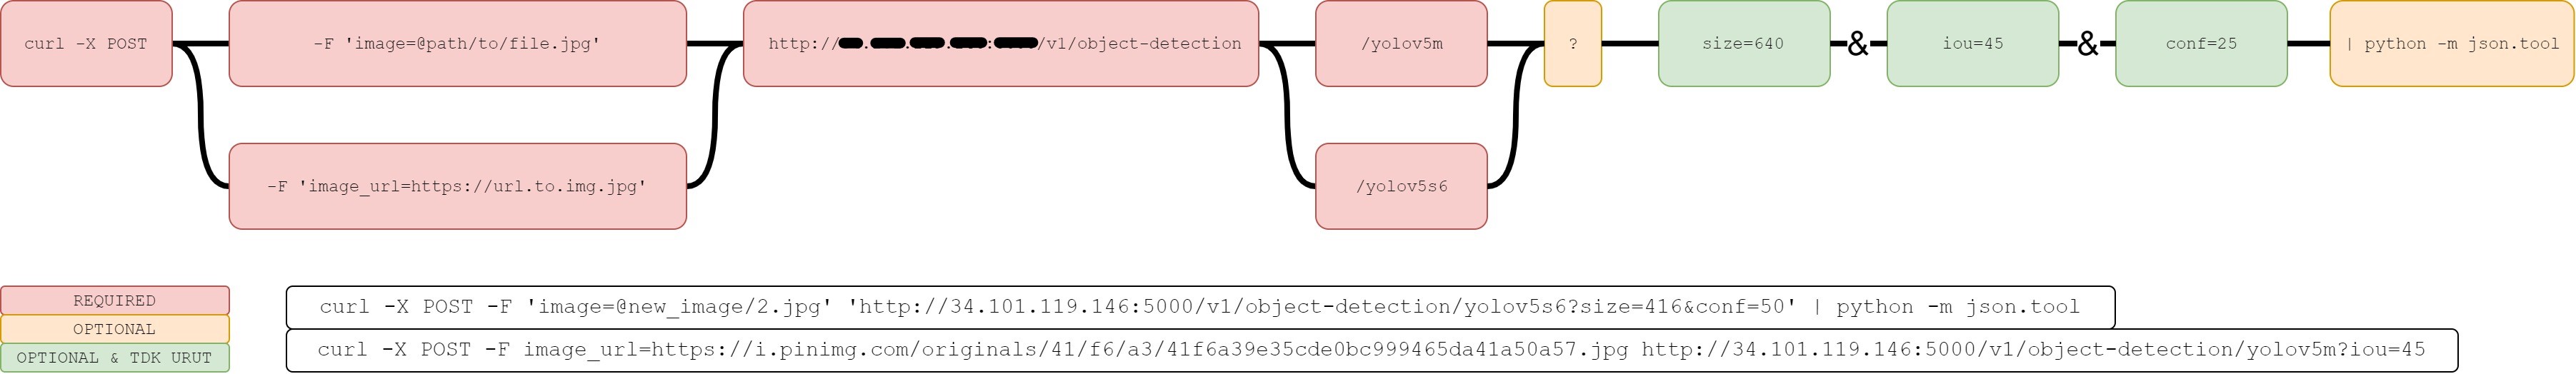 curl -X POST
-F 'image=@path/to/file.jpg'
-F 'image_url=https://url.to.img.jpg'
http:// . . . : /v1/object-detection
/yolov5m
/yolov5s6
?
size=640
&
iou=45
&
conf=25
| python -m json.tool
REQUIRED
OPTIONAL
OPTIONAL & TDK URUT
curl -X POST -F 'image=@new_image/2.jpg' 'http://34.101.119.146:5000/v1/object-detection/yolov5s6?size=416&conf=50' | python -m json.tool
curl -X POST -F image_url=https://i.pinimg.com/originals/41/f6/a3/41f6a39e35cde0bc999465da41a50a57.jpg http://34.101.119.146:5000/v1/object-detection/yolov5m?iou=45